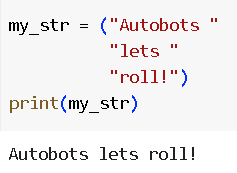 my_str = ("Autobots "
          "lets "
          "roll!")
print(my_str)
Autobots lets roll!